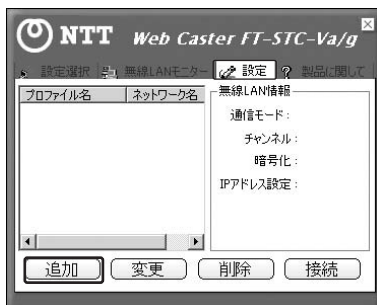 NTT Web Caster FT-STC-Va/g
設定選択 無線LANモニター 設定 ? 製品に関して
プロファイル名 ネットワーク名
無線LAN情報
通信モード :
チャンネル :
暗号化 :
IPアドレス設定 :
追加 変更 削除 接続